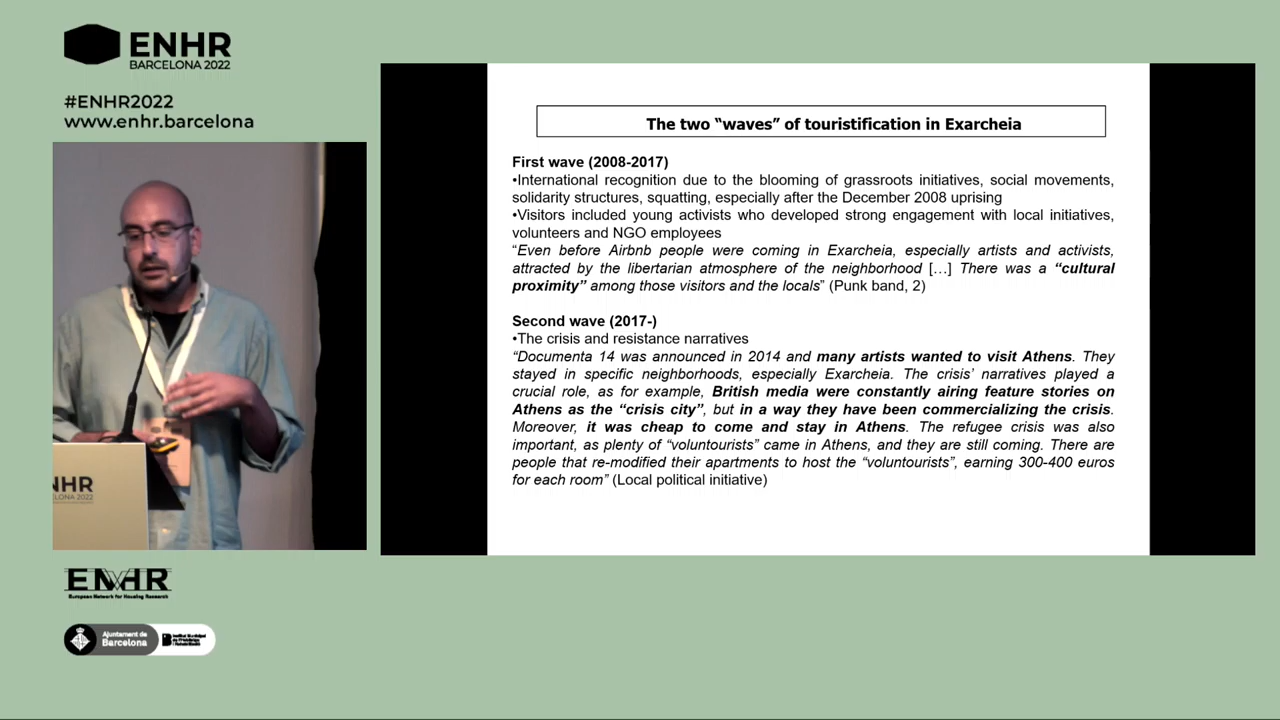 ENHR
BARCELONA 2022
#ENHR2022
www.enhr.barcelona
The two “waves” of touristification in Exarcheia
First wave (2008-2017)
•International recognition due to the blooming of grassroots initiatives, social movements,
solidarity structures, squatting, especially after the December 2008 uprising
•Visitors included young activists who developed strong engagement with local initiatives,
volunteers and NGO employees
“Even before Airbnb people were coming in Exarcheia, especially artists and activists,
attracted by the libertarian atmosphere of the neighborhood […] There was a “cultural
proximity” among those visitors and the locals” (Punk band, 2)
Second wave (2017-)
•The crisis and resistance narratives
“Documenta 14 was announced in 2014 and many artists wanted to visit Athens. They
stayed in specific neighborhoods, especially Exarcheia. The crisis’ narratives played a
crucial role, as for example, British media were constantly airing feature stories on
Athens as the “crisis city”, but in a way they have been commercializing the crisis.
Moreover, it was cheap to come and stay in Athens. The refugee crisis was also
important, as plenty of “voluntourists” came in Athens, and they are still coming. There are
people that re-modified their apartments to host the “voluntourists”, earning 300-400 euros
for each room” (Local political initiative)
NHR
ELONA 2022
ENHR
European Network for Housing Research
Ajuntament de
Barcelona